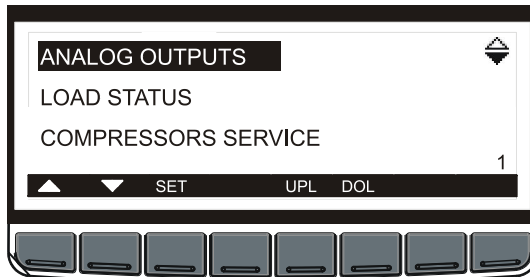 ANALOG OUTPUTS
LOAD STATUS
COMPRESSORS SERVICE
1
SET UPL DOL